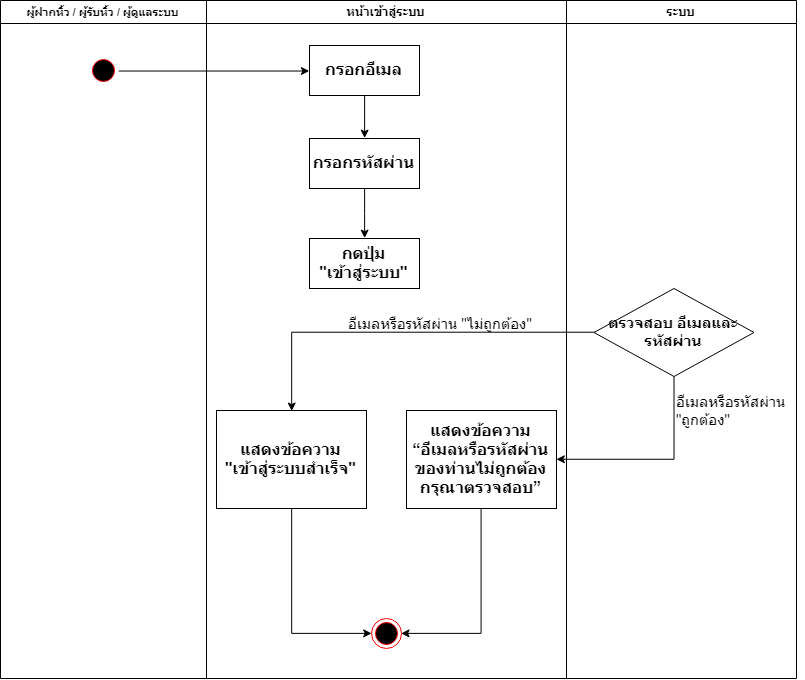 ผู้ฝากหิ้ว / ผู้รับหิ้ว / ผู้ดูแลระบบ
หน้าเข้าสู่ระบบ
ระบบ
กรอกอีเมล
กรอกรหัสผ่าน
กดปุ่ม
"เข้าสู่ระบบ"
ตรวจสอบ อีเมลและ
รหัสผ่าน
อีเมลหรือรหัสผ่าน "ไม่ถูกต้อง"
อีเมลหรือรหัสผ่าน
"ถูกต้อง"
แสดงข้อความ
"เข้าสู่ระบบสำเร็จ"
แสดงข้อความ
“อีเมลหรือรหัสผ่าน
ของท่านไม่ถูกต้อง
กรุณาตรวจสอบ”